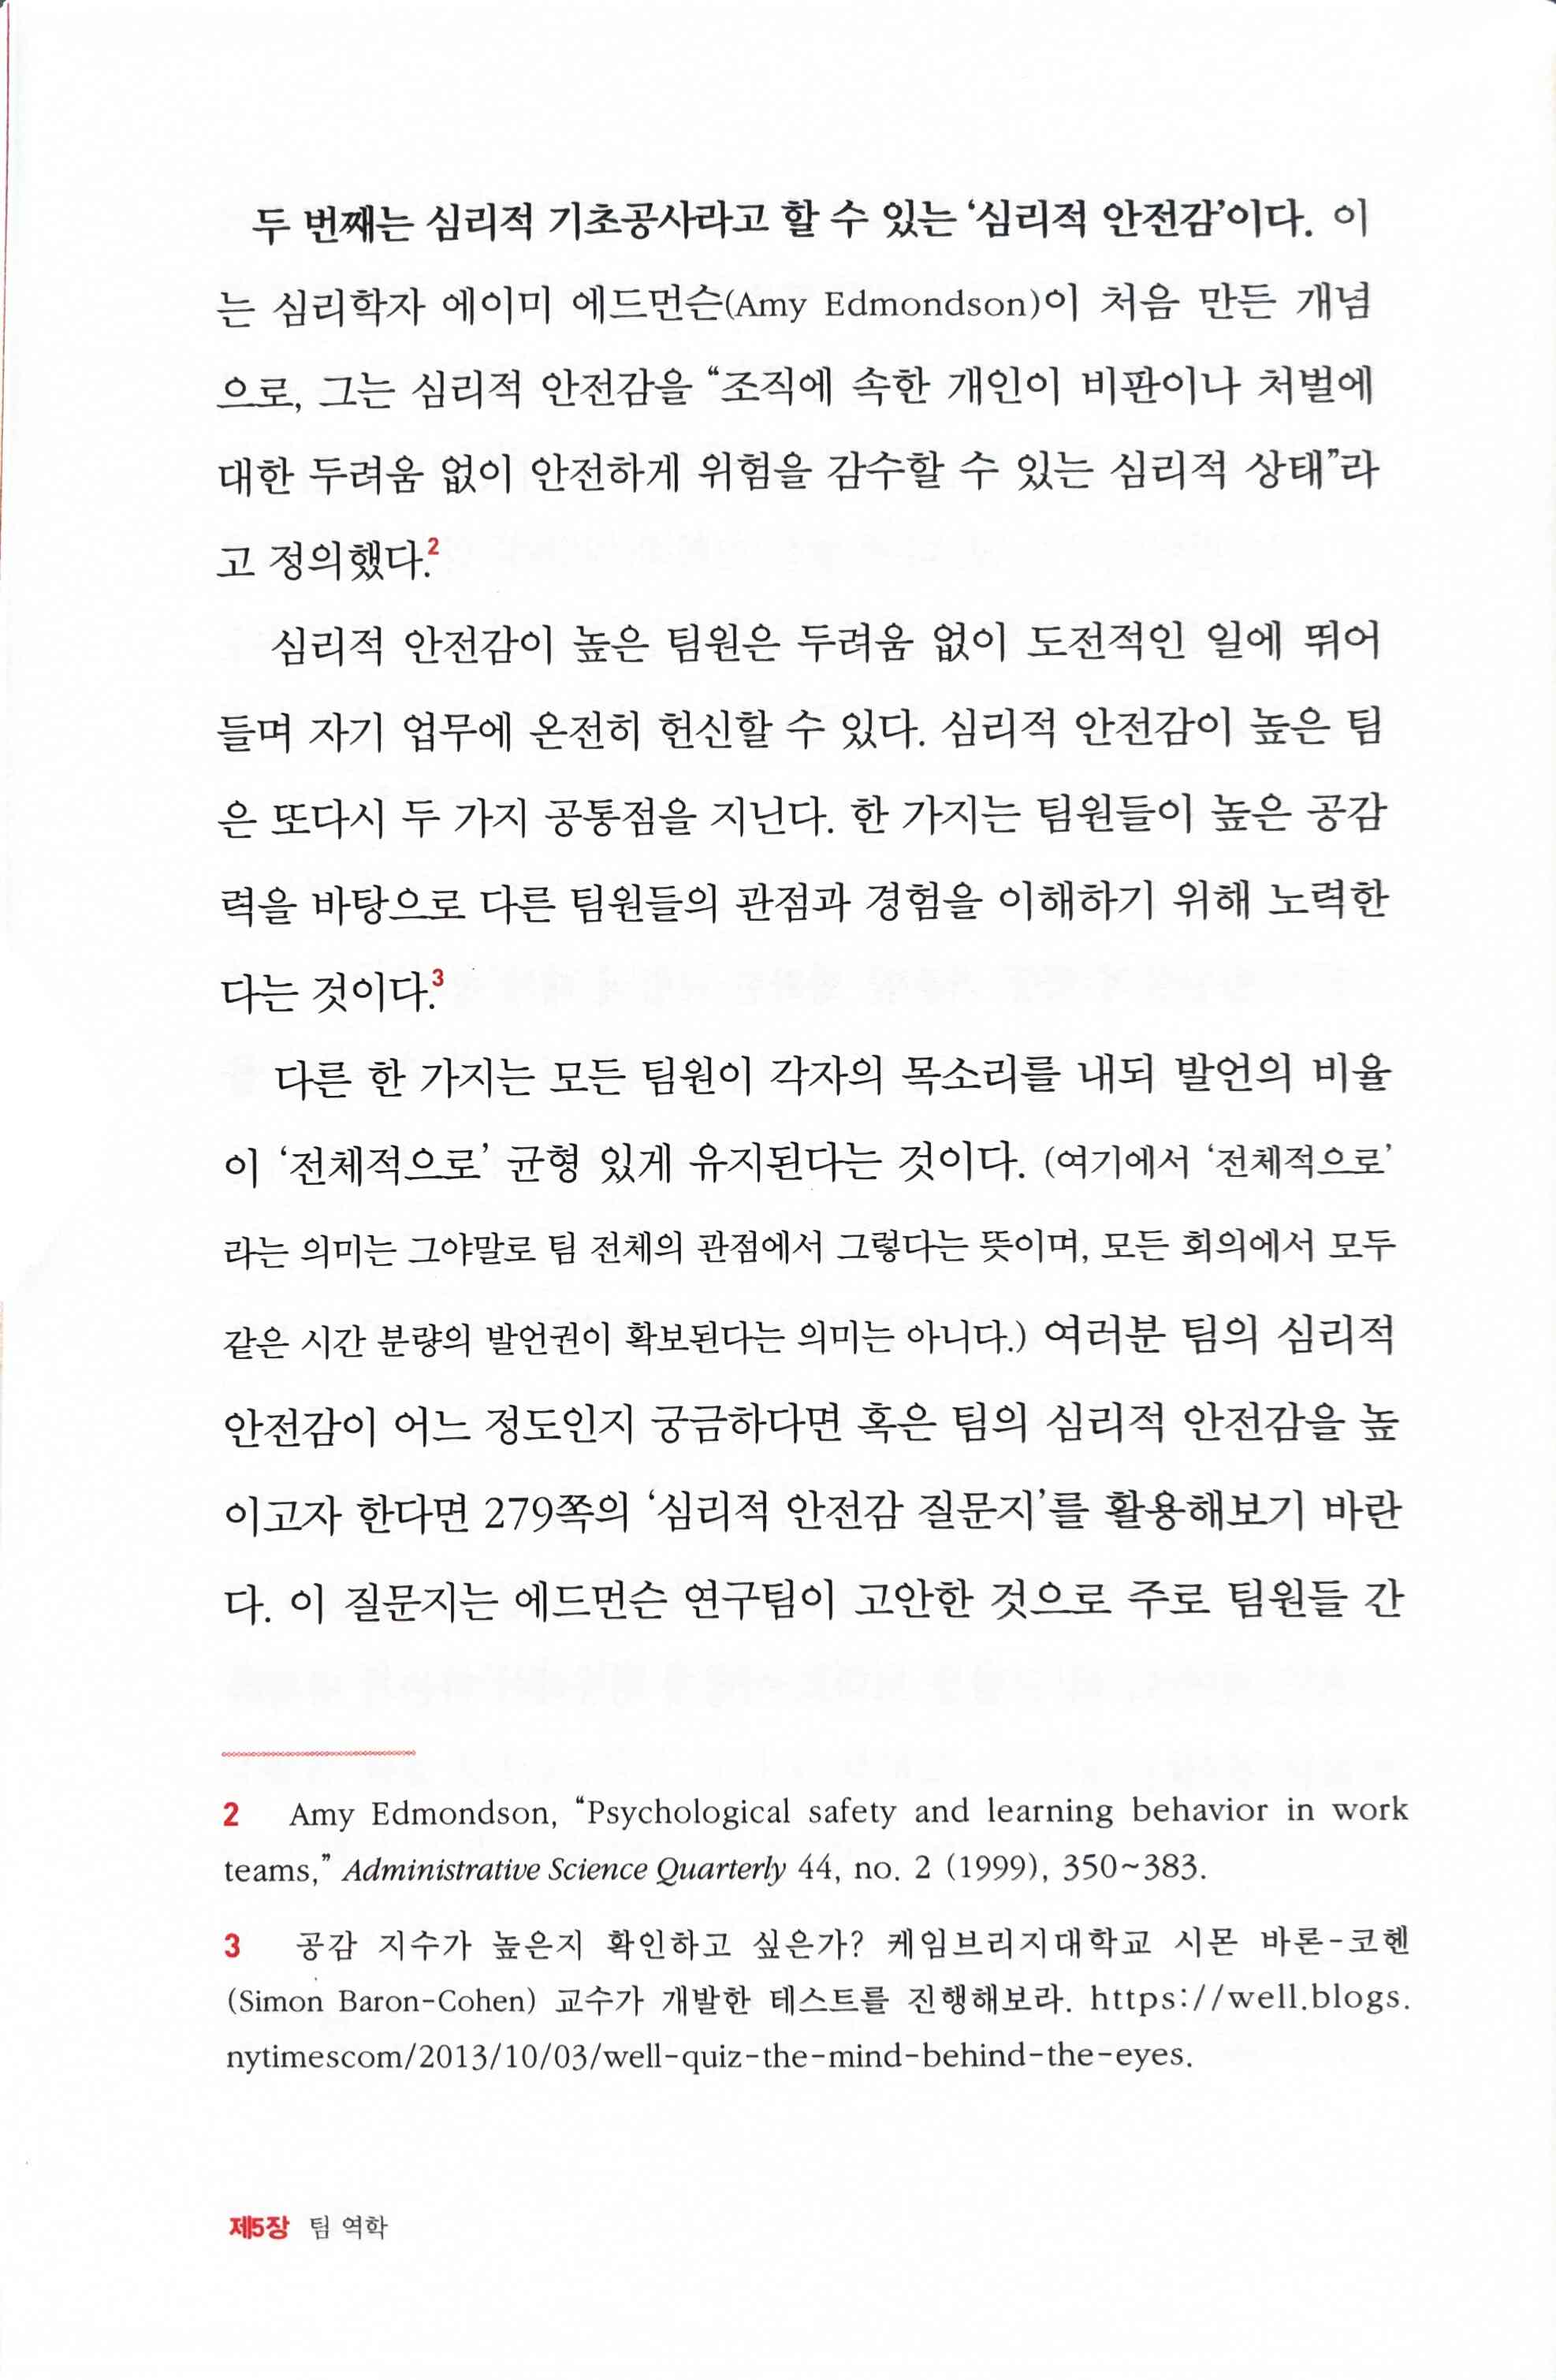 두 번째는 심리적 기초공사라고 할 수 있는 ‘심리적 안전감’이다. 이
는 심리학자 에이미 에드먼슨(Amy Edmondson)이 처음 만든 개념
으로, 그는 심리적 안전감을 “조직에 속한 개인이 비판이나 처벌에
대한 두려움 없이 안전하게 위험을 감수할 수 있는 심리적 상태”라
고 정의했다.2
심리적 안전감이 높은 팀원은 두려움 없이 도전적인 일에 뛰어
들며 자기 업무에 온전히 헌신할 수 있다. 심리적 안전감이 높은 팀
은 또다시 두 가지 공통점을 지닌다. 한 가지는 팀원들이 높은 공감
력을 바탕으로 다른 팀원들의 관점과 경험을 이해하기 위해 노력한
다는 것이다.3
다른 한 가지는 모든 팀원이 각자의 목소리를 내되 발언의 비율
이 ‘전체적으로’ 균형 있게 유지된다는 것이다. (여기에서 ‘전체적으로’
라는 의미는 그야말로 팀 전체의 관점에서 그렇다는 뜻이며, 모든 회의에서 모두
같은 시간 분량의 발언권이 확보된다는 의미는 아니다.) 여러분 팀의 심리적
안전감이 어느 정도인지 궁금하다면 혹은 팀의 심리적 안전감을 높
이고자 한다면 279쪽의 ‘심리적 안전감 질문지’를 활용해보기 바란
다. 이 질문지는 에드먼슨 연구팀이 고안한 것으로 주로 팀원들 간
2 Amy Edmondson, “Psychological safety and learning behavior in work
teams,” Administrative Science Quarterly 44, no. 2 (1999), 350~383.
3 공감 지수가 높은지 확인하고 싶은가? 케임브리지대학교 시몬 바론-코헨
(Simon Baron-Cohen) 교수가 개발한 테스트를 진행해보라. https://well.blogs.
nytimescom/2013/10/03/well-quiz-the-mind-behind-the-eyes.
제5장 팀 역학